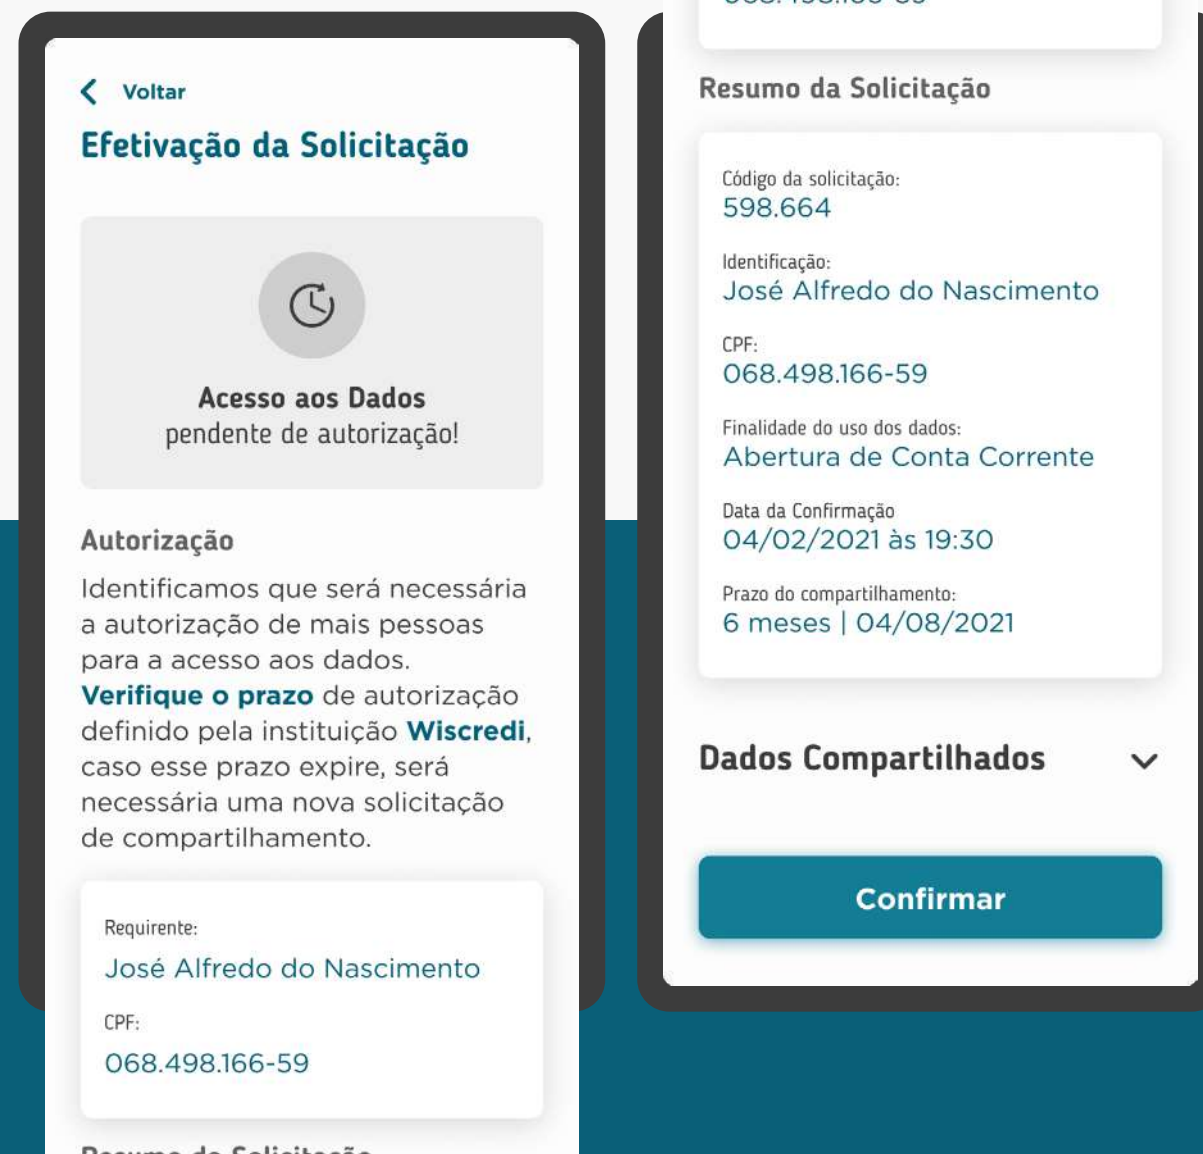 Voltar
Efetivação da Solicitação
Acesso aos Dados
pendente de autorização!
Autorização
Identificamos que será necessária
a autorização de mais pessoas
para a acesso aos dados.
Verifique o prazo de autorização
definido pela instituição Wiscredi,
caso esse prazo expire, será
necessária uma nova solicitação
de compartilhamento.
Requirente:
José Alfredo do Nascimento
CPF:
068.498.166-59
Resumo da Solicitação
Resumo da Solicitação
Código da solicitação:
598.664
Identificação:
José Alfredo do Nascimento
CPF:
068.498.166-59
Finalidade do uso dos dados:
Abertura de Conta Corrente
Data da Confirmação
04/02/2021 às 19:30
Prazo do compartilhamento:
6 meses | 04/08/2021
Dados Compartilhados
Confirmar